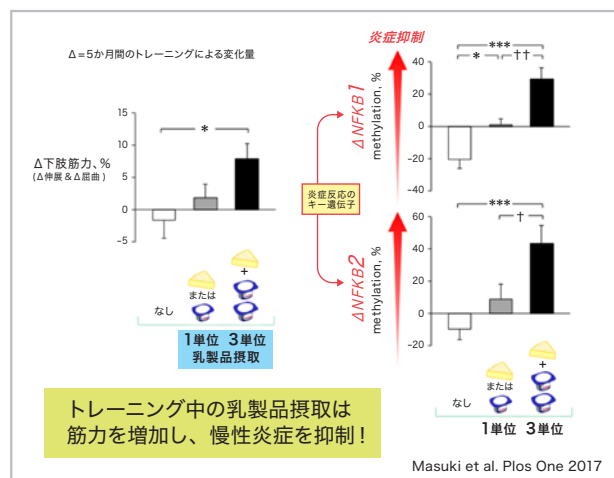 Δ=5か月間のトレーニングによる変化量
炎症抑制
Δ下肢筋力、%
(Δ伸展&Δ屈曲)
15
10
5
0
−5
*
なし
または
+
1単位 3単位
乳製品摂取
炎症反応の
キー遺伝子
ΔNFKB1
methylation, %
40
20
0
−20
−40
***
* ††
ΔNFKB2
methylation, %
60
40
20
0
−20
***
†
なし
または
+
1単位 3単位
トレーニング中の乳製品摂取は
筋力を増加し、慢性炎症を抑制!
Masuki et al. Plos One 2017